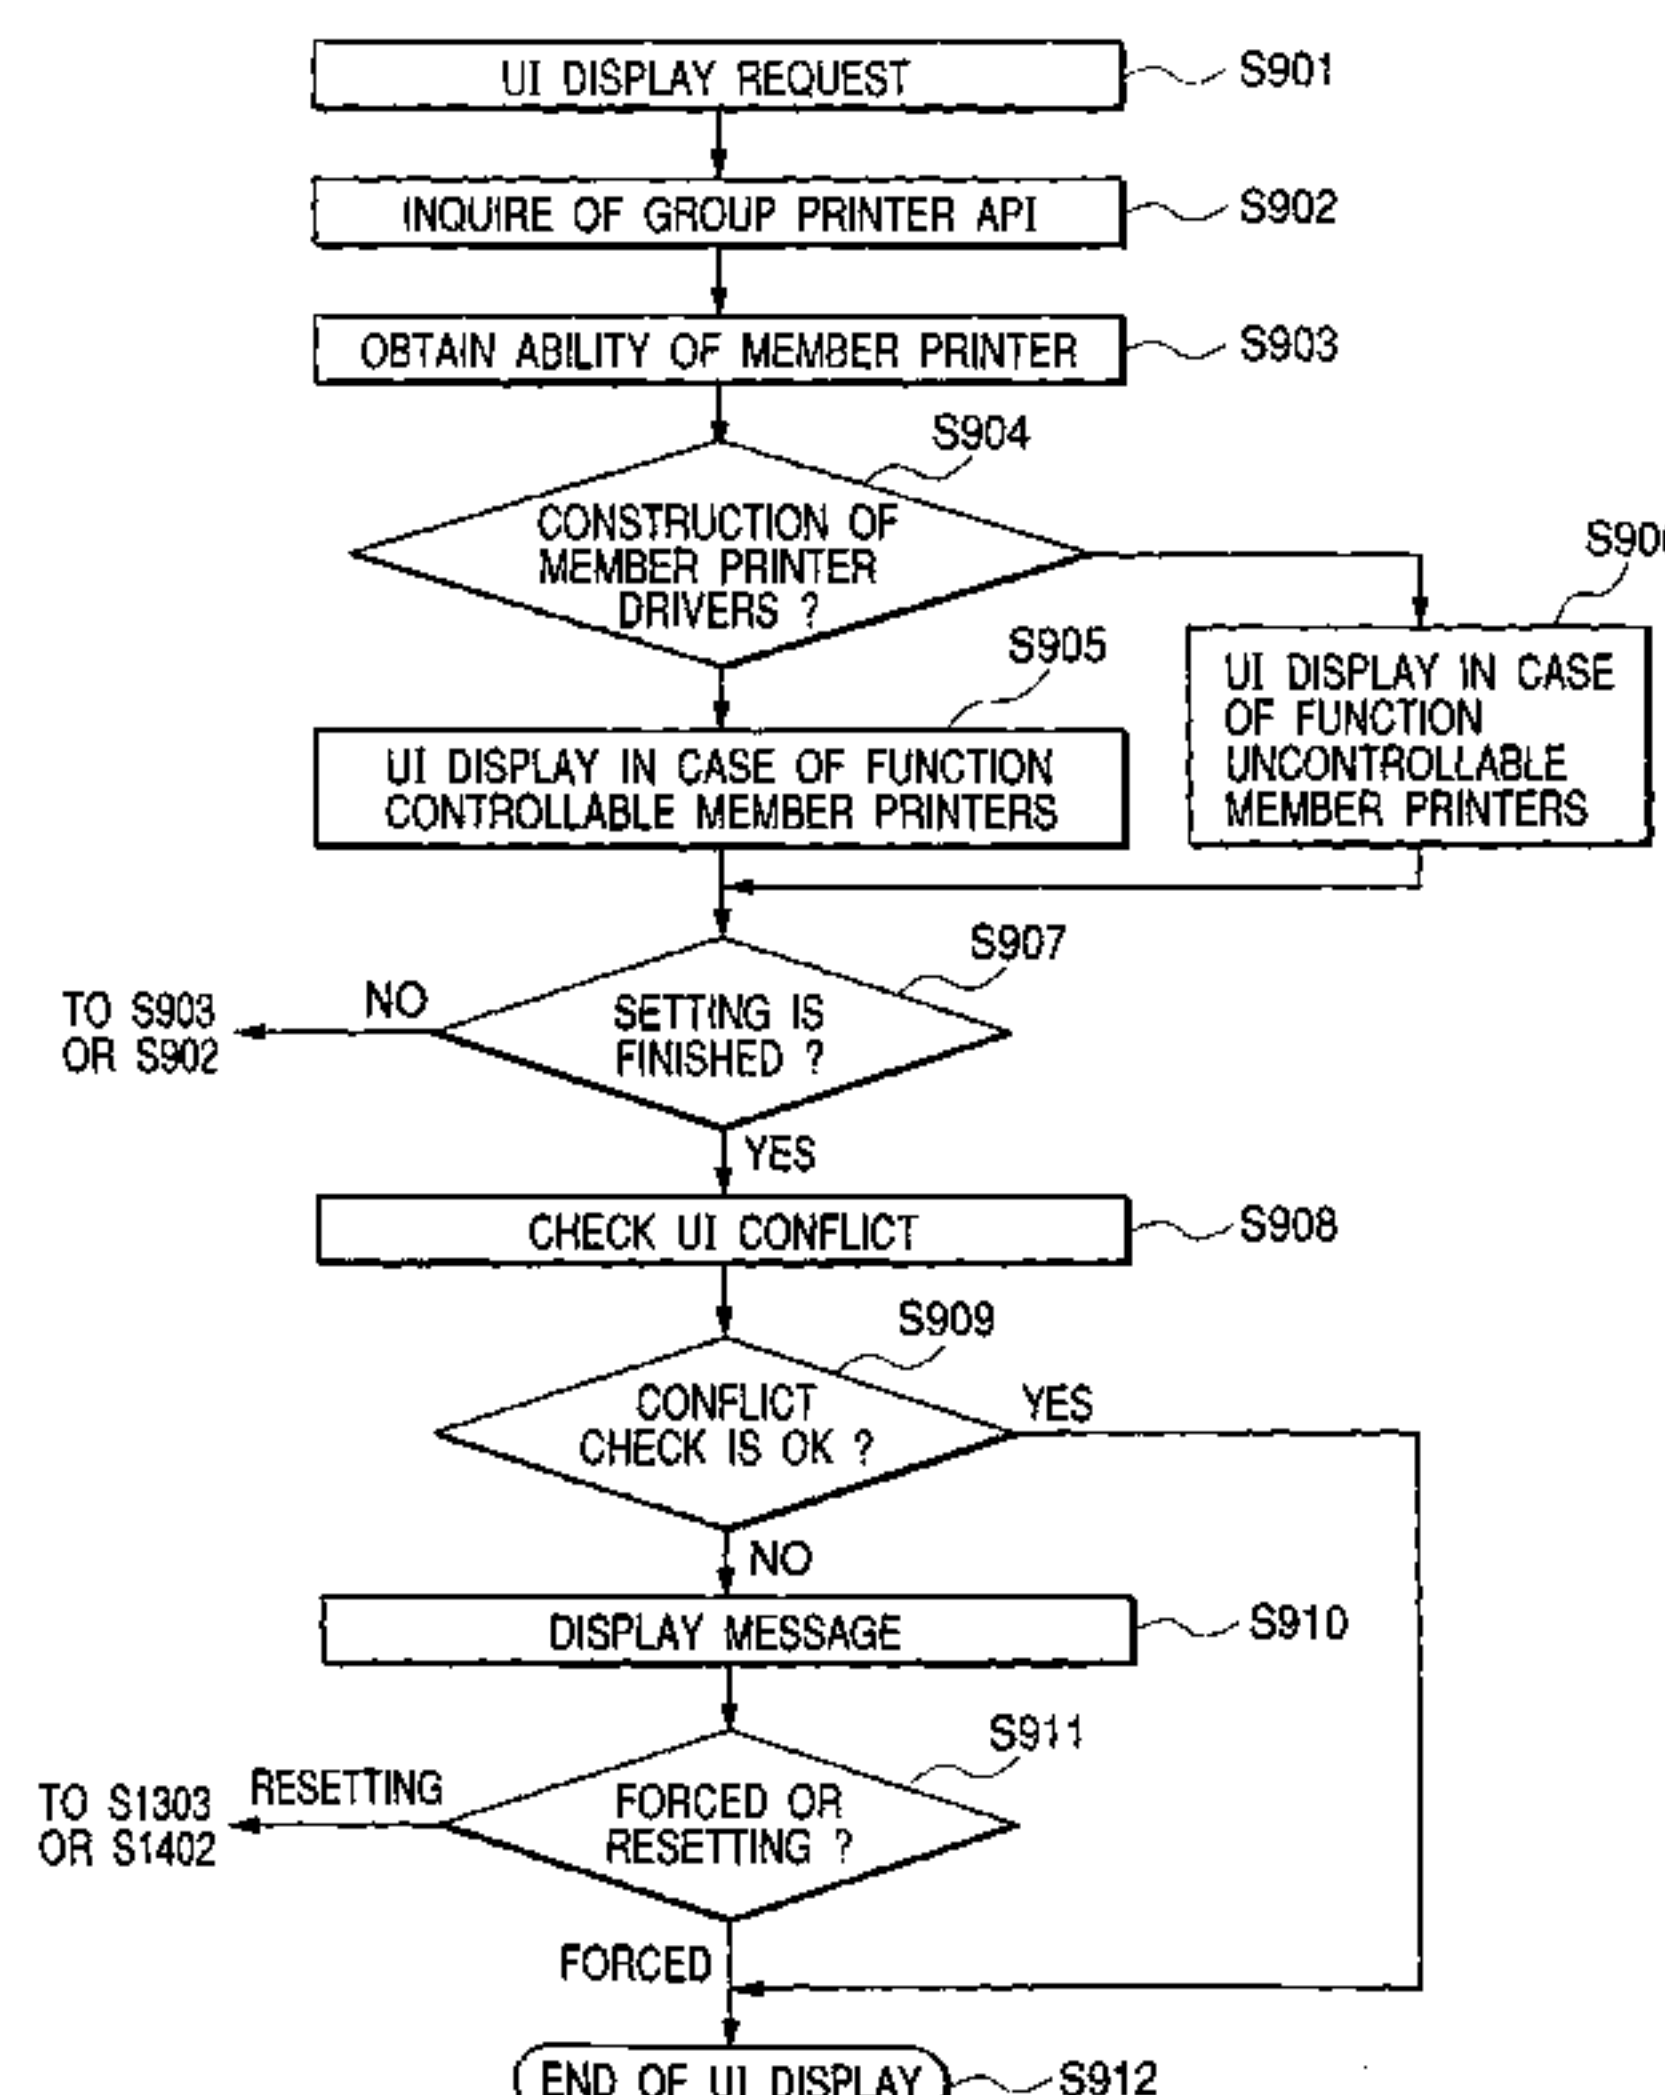 UI DISPLAY REQUEST
S901
INQUIRE OF GROUP PRINTER API
S902
OBTAIN ABILITY OF MEMBER PRINTER
S903
S904
CONSTRUCTION OF
MEMBER PRINTER
DRIVERS ?
S905
UI DISPLAY IN CASE OF FUNCTION
CONTROLLABLE MEMBER PRINTERS
UI DISPLAY IN CASE
OF FUNCTION
UNCONTROLLABLE
MEMBER PRINTERS
S907
SETTING IS
FINISHED ?
NO
TO S903
OR S902
YES
CHECK UI CONFLICT
S908
S909
CONFLICT
CHECK IS OK ?
YES
NO
DISPLAY MESSAGE
S910
S911
FORCED OR
RESETTING ?
RESETTING
TO S1303
OR S1402
FORCED
END OF UI DISPLAY
S912